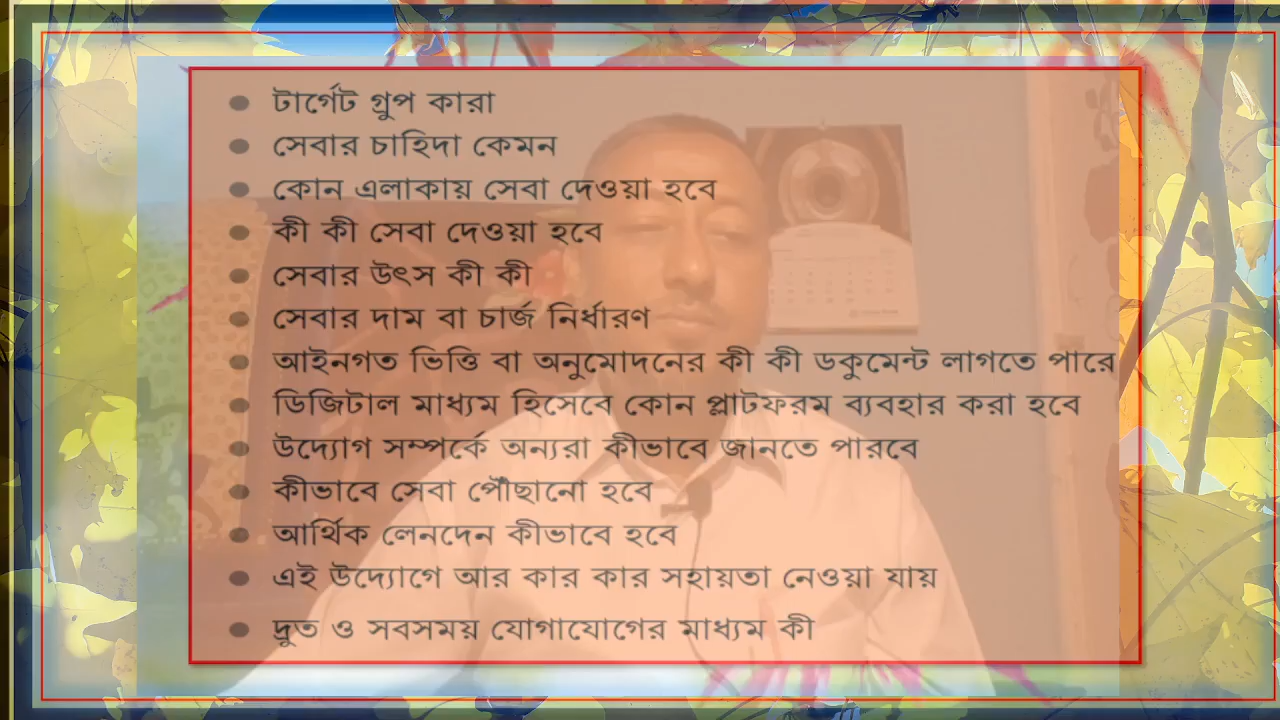 টার্গেট গ্রুপ কারা
সেবার চাহিদা কেমন
কোন এলাকায় সেবা দেওয়া হবে
কী কী সেবা দেওয়া হবে
সেবার উৎস কী কী
সেবার দাম বা চার্জ নির্ধারণ
আইনগত ভিত্তি বা অনুমোদনের কী কী ডকুমেন্ট লাগতে পারে
ডিজিটাল মাধ্যম হিসেবে কোন প্লাটফরম ব্যবহার করা হবে
উদ্যোগ সম্পর্কে অন্যরা কীভাবে জানতে পারবে
কীভাবে সেবা পৌঁছানো হবে
আর্থিক লেনদেন কীভাবে হবে
এই উদ্যোগে আর কার কার সহায়তা নেওয়া যায়
দ্রুত ও সবসময় যোগাযোগের মাধ্যম কী